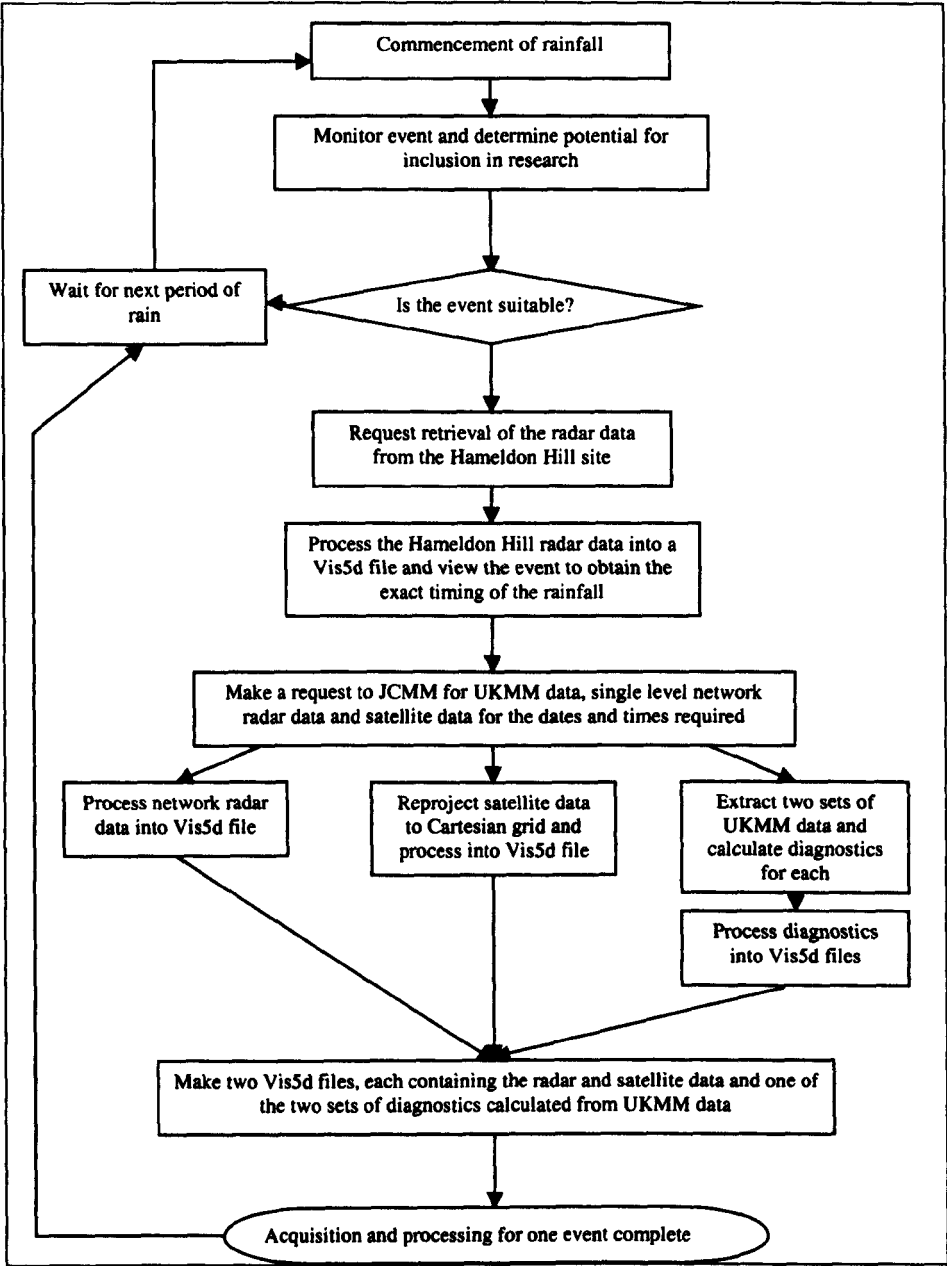 Commencement of rainfall
Monitor event and determine potential for
inclusion in research
Wait for next period of
rain
Is the event suitable?
Request retrieval of the radar data
from the Hameldon Hill site
Process the Hameldon Hill radar data into a
Vis5d file and view the event to obtain the
exact timing of the rainfall
Make a request to JCMM for UKMM data, single level network
radar data and satellite data for the dates and times required
Process network radar
data into Vis5d file
Reproject satellite data
to Cartesian grid and
process into Vis5d file
Extract two sets of
UKMM data and
calculate diagnostics
for each
Process diagnostics
into Vis5d files
Make two Vis5d files, each containing the radar and satellite data and one of
the two sets of diagnostics calculated from UKMM data
Acquisition and processing for one event complete